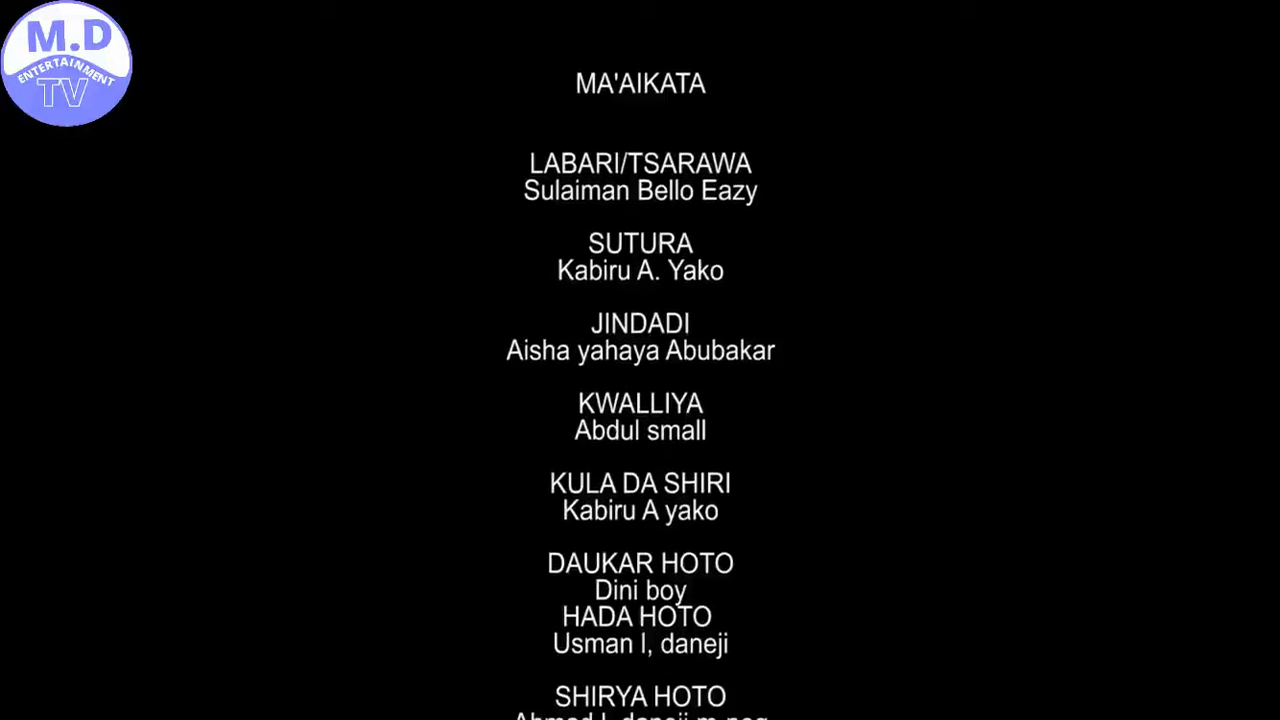 M.D
ENTERTAINMENT
TV
MA'AIKATA
LABARI/TSARAWA
Sulaiman Bello Eazy
SUTURA
Kabiru A. Yako
JINDADI
Aisha yahaya Abubakar
KWALLIYA
Abdul small
KULA DA SHIRI
Kabiru A yako
DAUKAR HOTO
Dini boy
HADA HOTO
Usman I, daneji
SHIRYA HOTO